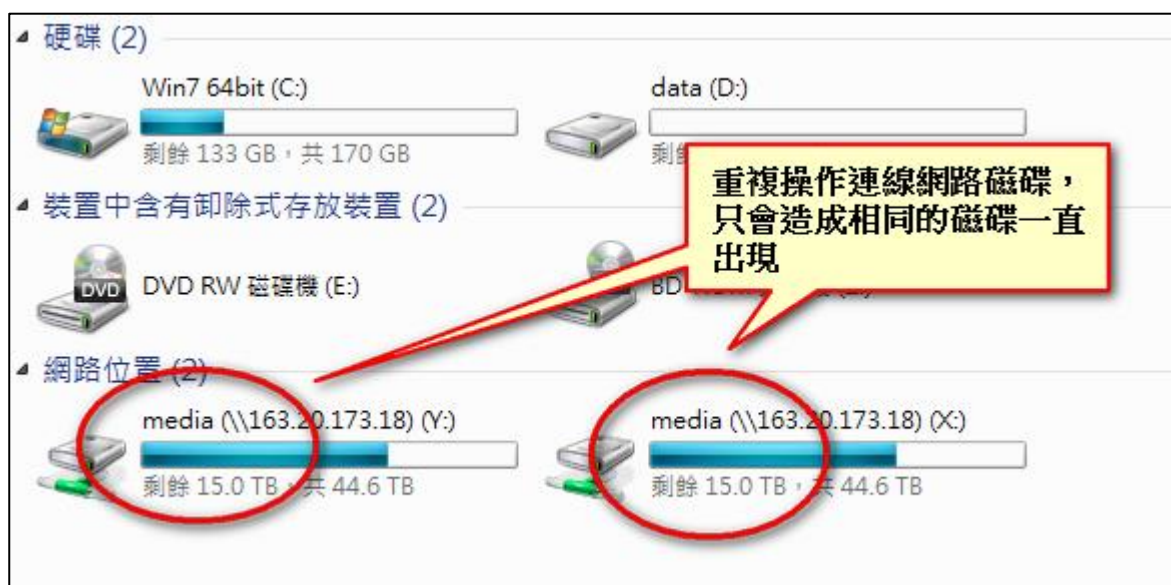 硬碟 (2)
Win7 64bit (C:)
data (D:)
剩餘 133 GB，共 170 GB
剩
重複操作連線網路磁碟，
只會造成相同的磁碟一直
出現
裝置中含有卸除式存放裝置 (2)
DVD
DVD RW 磁碟機 (E:)
BD
網路位置 (2)
media (\\163.20.173.18) (Y:)
media (\\163.20.173.18) (X:)
剩餘 15.0 TB，共 44.6 TB
剩餘 15.0 TB，共 44.6 TB